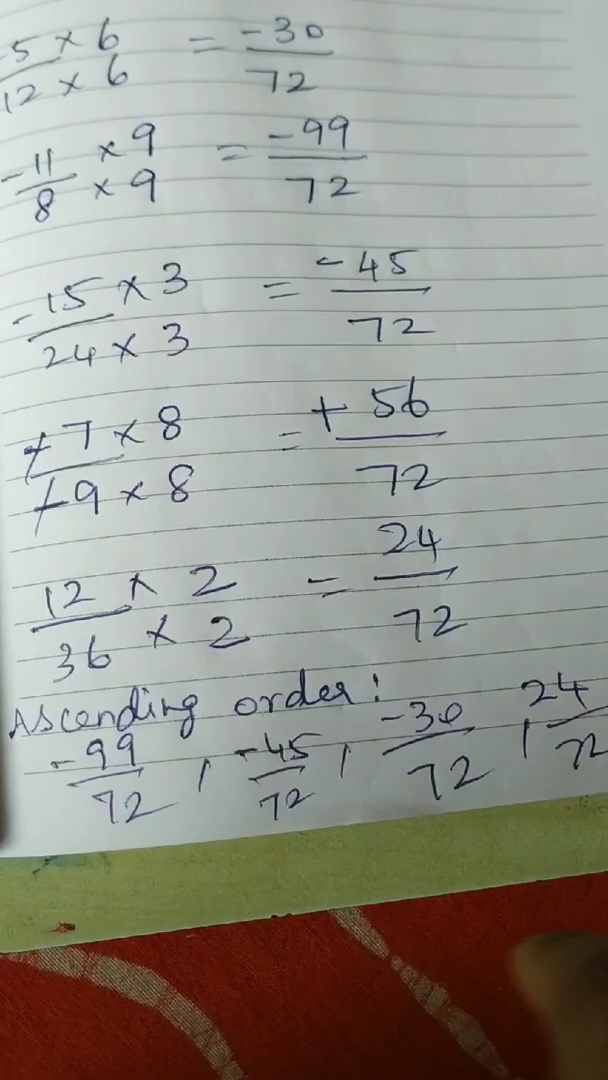 -5 × 6 / 12 × 6 = -30 / 72
-11 × 9 / 8 × 9 = -99 / 72
-15 × 3 / 24 × 3 = -45 / 72
-7 × 8 / -9 × 8 = + 56 / 72
12 × 2 / 36 × 2 = 24 / 72
Ascending order:
-99 / 72 , -45 / 72 , -30 / 72 , 24 / 72